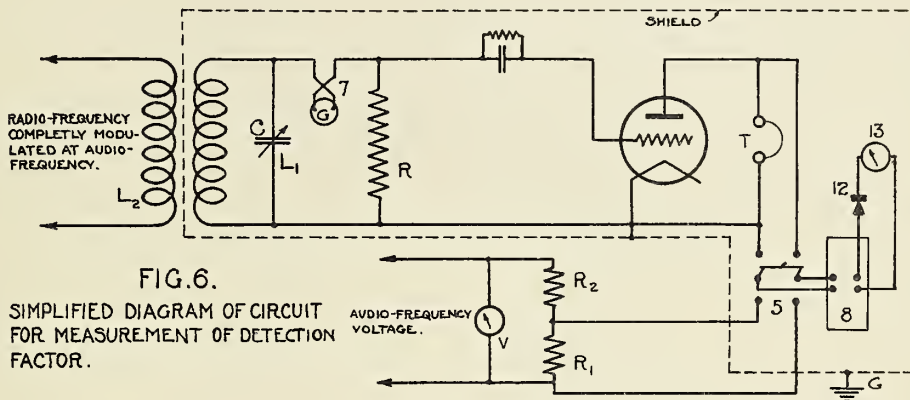 SHIELD
RADIO-FREQUENCY
COMPLETLY MODU-
LATED AT AUDIO-
FREQUENCY.
L2
C
L1
7
G
R
T
13
12
FIG.6.
SIMPLIFIED DIAGRAM OF CIRCUIT
FOR MEASUREMENT OF DETECTION
FACTOR.
AUDIO-FREQUENCY
VOLTAGE.
V
R2
R1
5
8
G